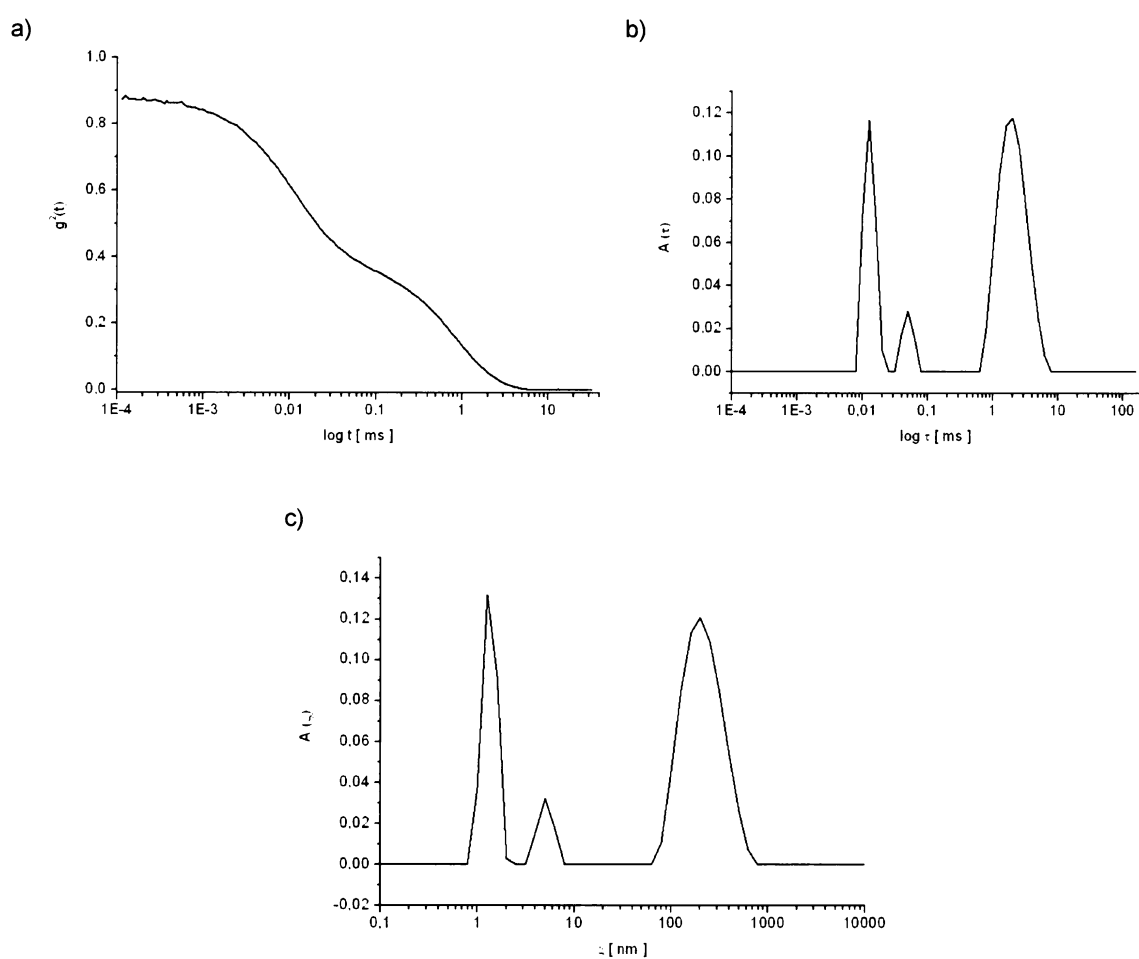 a)
1.0
0.8
0.6
0.4
0.2
0.0
g²(t)
1E-4
1E-3
0.01
0.1
1
10
log t [ ms ]
b)
0.12
0.10
0.08
0.06
0.04
0.02
0.00
A (τ)
1E-4
1E-3
0,01
0,1
1
10
100
log τ [ ms ]
c)
0,14
0,12
0,10
0,08
0,06
0,04
0,02
0,00
-0,02
A (
0,1
1
10
100
1000
10000
[ nm ]